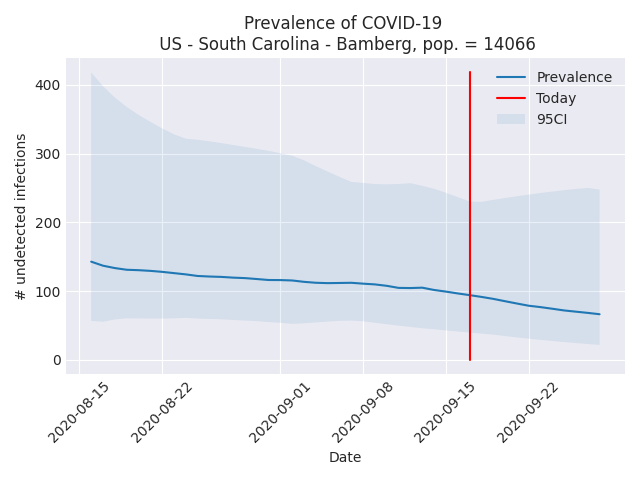 Prevalence of COVID-19
US - South Carolina - Bamberg, pop. = 14066
Prevalence
Today
95CI
400
300
200
100
0
# undetected infections
2020-08-15
2020-08-22
2020-09-01
2020-09-08
2020-09-15
2020-09-22
Date